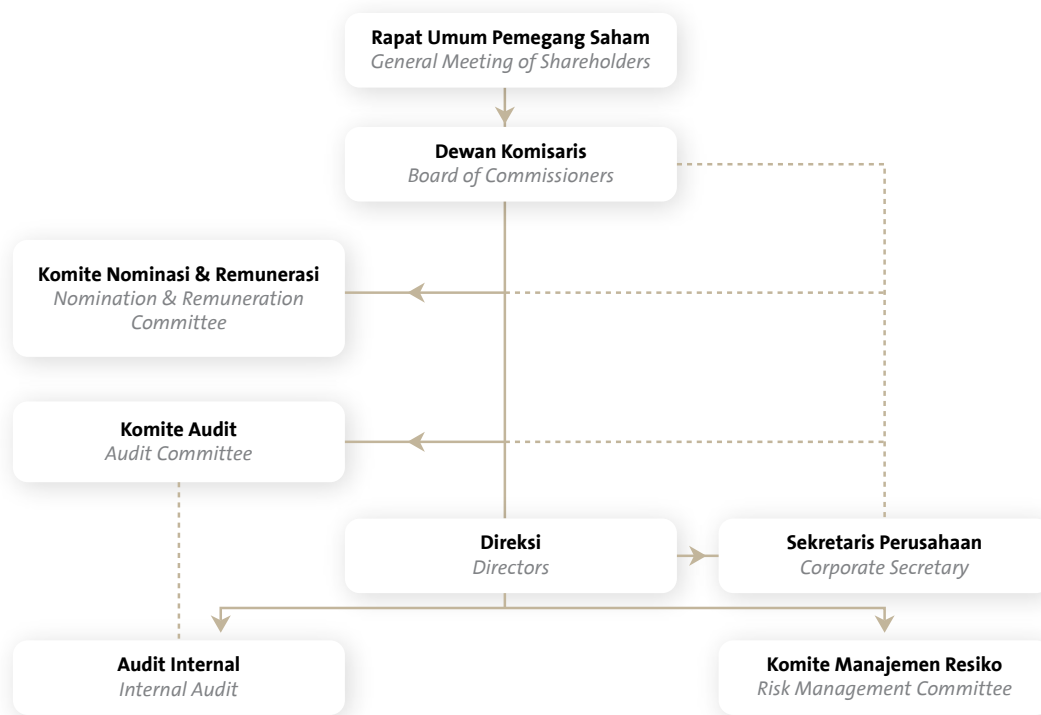 Rapat Umum Pemegang Saham
General Meeting of Shareholders
Dewan Komisaris
Board of Commissioners
Komite Nominasi & Remunerasi
Nomination & Remuneration
Committee
Komite Audit
Audit Committee
Direksi
Directors
Sekretaris Perusahaan
Corporate Secretary
Audit Internal
Internal Audit
Komite Manajemen Resiko
Risk Management Committee